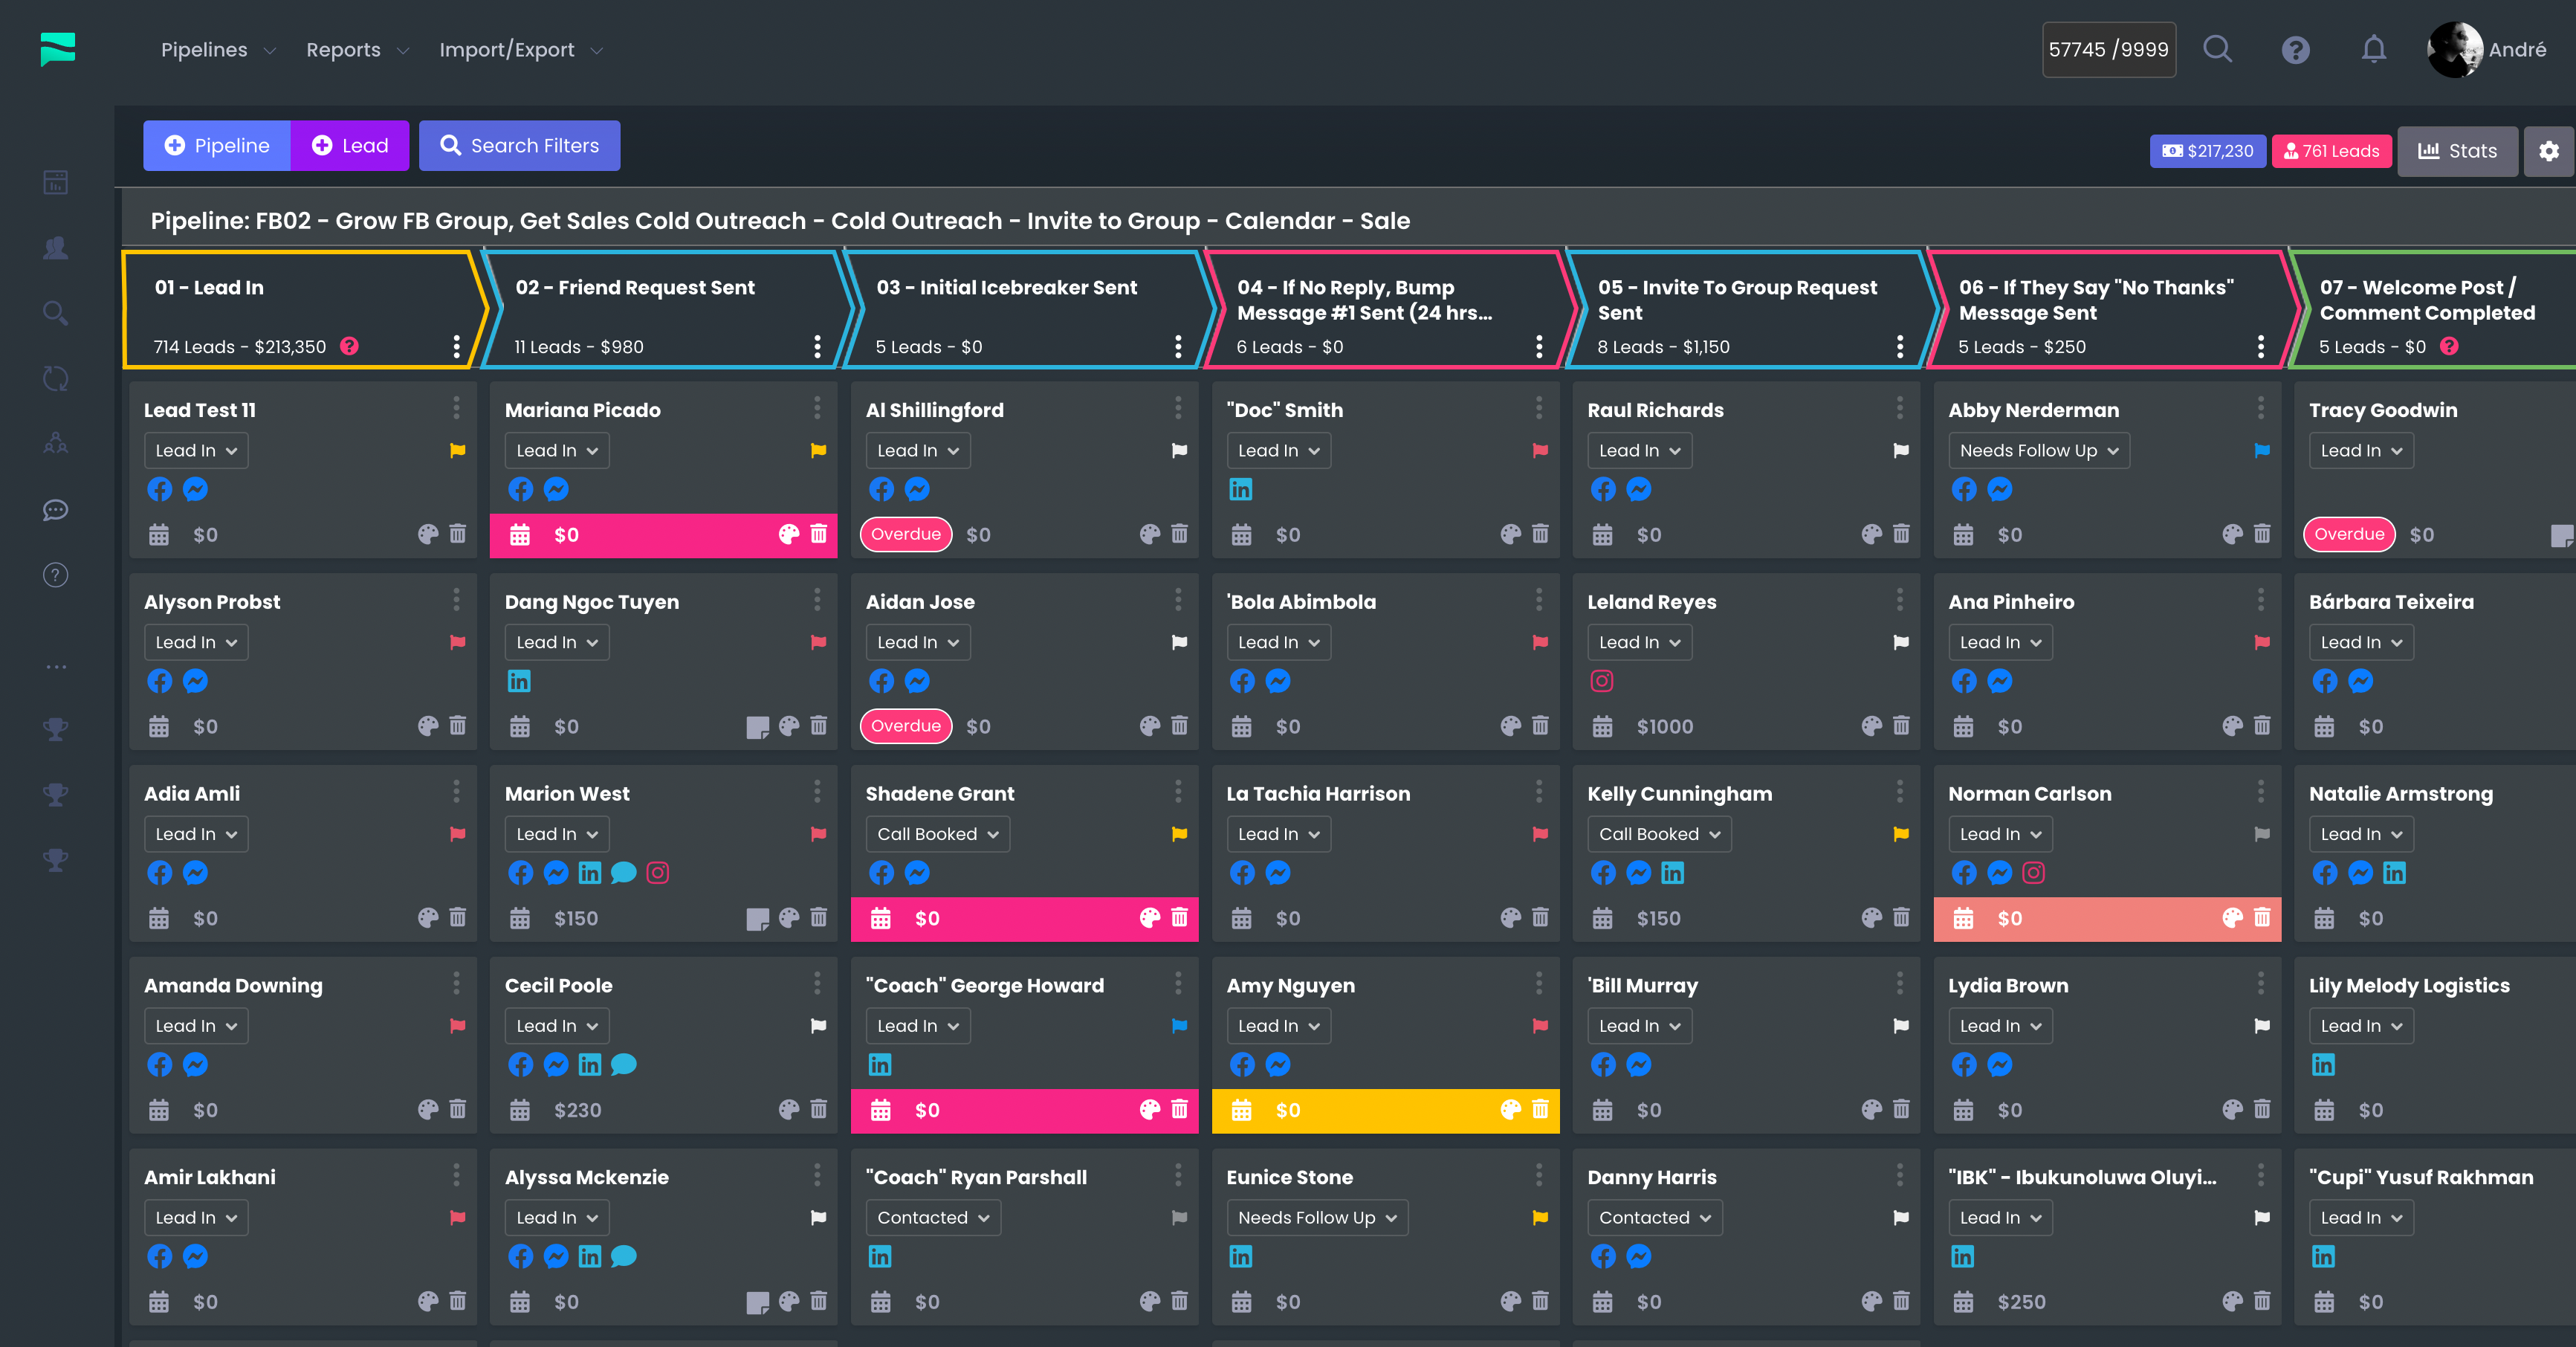 Pipelines
Reports
Import/Export
57745 /9999
André
Pipeline
Lead
Search Filters
$217,230
761 Leads
Stats
Pipeline: FB02 - Grow FB Group, Get Sales Cold Outreach - Cold Outreach - Invite to Group - Calendar - Sale
01 - Lead In
714 Leads - $213,350
02 - Friend Request Sent
11 Leads - $980
03 - Initial Icebreaker Sent
5 Leads - $0
04 - If No Reply, Bump
Message #1 Sent (24 hrs...
6 Leads - $0
05 - Invite To Group Request
Sent
8 Leads - $1,150
06 - If They Say "No Thanks"
Message Sent
5 Leads - $250
07 - Welcome Post /
Comment Completed
5 Leads - $0
Lead Test 11
Lead In
$0
Alyson Probst
Lead In
$0
Adia Amli
Lead In
$0
Amanda Downing
Lead In
$0
Amir Lakhani
Lead In
$0
Mariana Picado
Lead In
$0
Dang Ngoc Tuyen
Lead In
$0
Marion West
Lead In
$150
Cecil Poole
Lead In
$230
Alyssa Mckenzie
Lead In
$0
Al Shillingford
Lead In
Overdue $0
Aidan Jose
Lead In
Overdue $0
Shadene Grant
Call Booked
$0
"Coach" George Howard
Lead In
$0
"Coach" Ryan Parshall
Contacted
$0
"Doc" Smith
Lead In
$0
'Bola Abimbola
Lead In
$0
La Tachia Harrison
Lead In
$0
Amy Nguyen
Lead In
$0
Eunice Stone
Needs Follow Up
$0
Raul Richards
Lead In
$0
Leland Reyes
Lead In
$1000
Kelly Cunningham
Call Booked
$150
'Bill Murray
Lead In
$0
Danny Harris
Contacted
$0
Abby Nerderman
Needs Follow Up
$0
Ana Pinheiro
Lead In
$0
Norman Carlson
Lead In
$0
Lydia Brown
Lead In
$0
"IBK" - Ibukunoluwa Oluyi...
Lead In
$250
Tracy Goodwin
Lead In
Overdue $0
Bárbara Teixeira
Lead In
$0
Natalie Armstrong
Lead In
$0
Lily Melody Logistics
Lead In
$0
"Cupi" Yusuf Rakhman
Lead In
$0